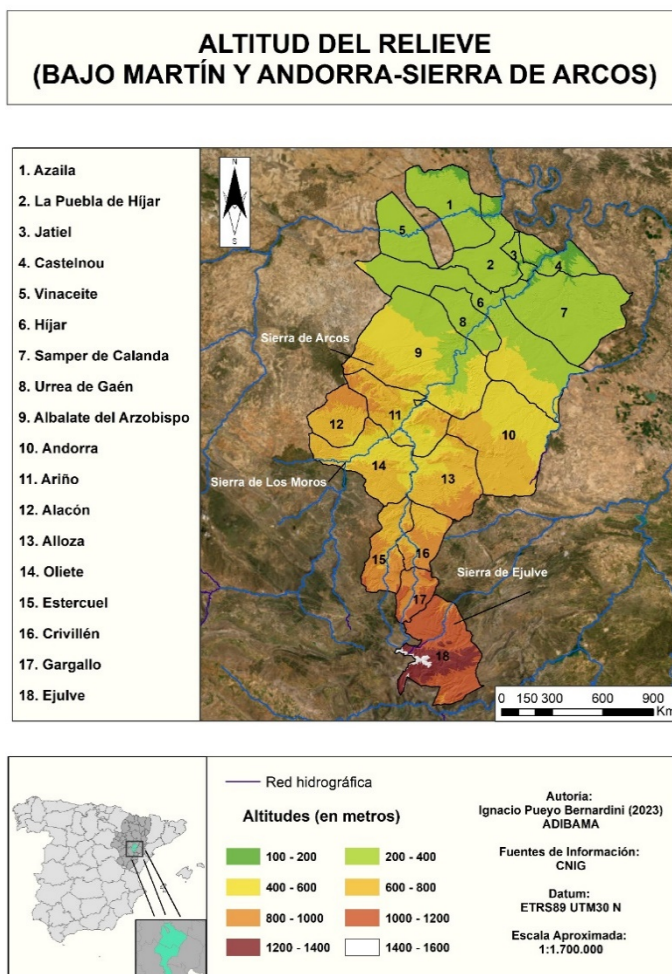 ALTITUD DEL RELIEVE
(BAJO MARTÍN Y ANDORRA-SIERRA DE ARCOS)
1. Azaila
2. La Puebla de Híjar
3. Jatiel
4. Castelnou
5. Vinaceite
6. Híjar
7. Samper de Calanda
8. Urrea de Gaén
9. Albalate del Arzobispo
10. Andorra
11. Ariño
12. Alacón
13. Alloza
14. Oliete
15. Estercuel
16. Crivillén
17. Gargallo
18. Ejulve
N
S
1
5
2
3
4
6
7
8
Sierra de Arcos
9
11
12
10
14
13
Sierra de Los Moros
15
16
Sierra de Ejulve
17
18
0 150 300 600 900
Km
Red hidrográfica
Altitudes (en metros)
100 - 200
200 - 400
400 - 600
600 - 800
800 - 1000
1000 - 1200
1200 - 1400
1400 - 1600
Autoría:
Ignacio Pueyo Bernardini (2023)
ADIBAMA
Fuentes de Información:
CNIG
Datum:
ETRS89 UTM30 N
Escala Aproximada:
1:1.700.000